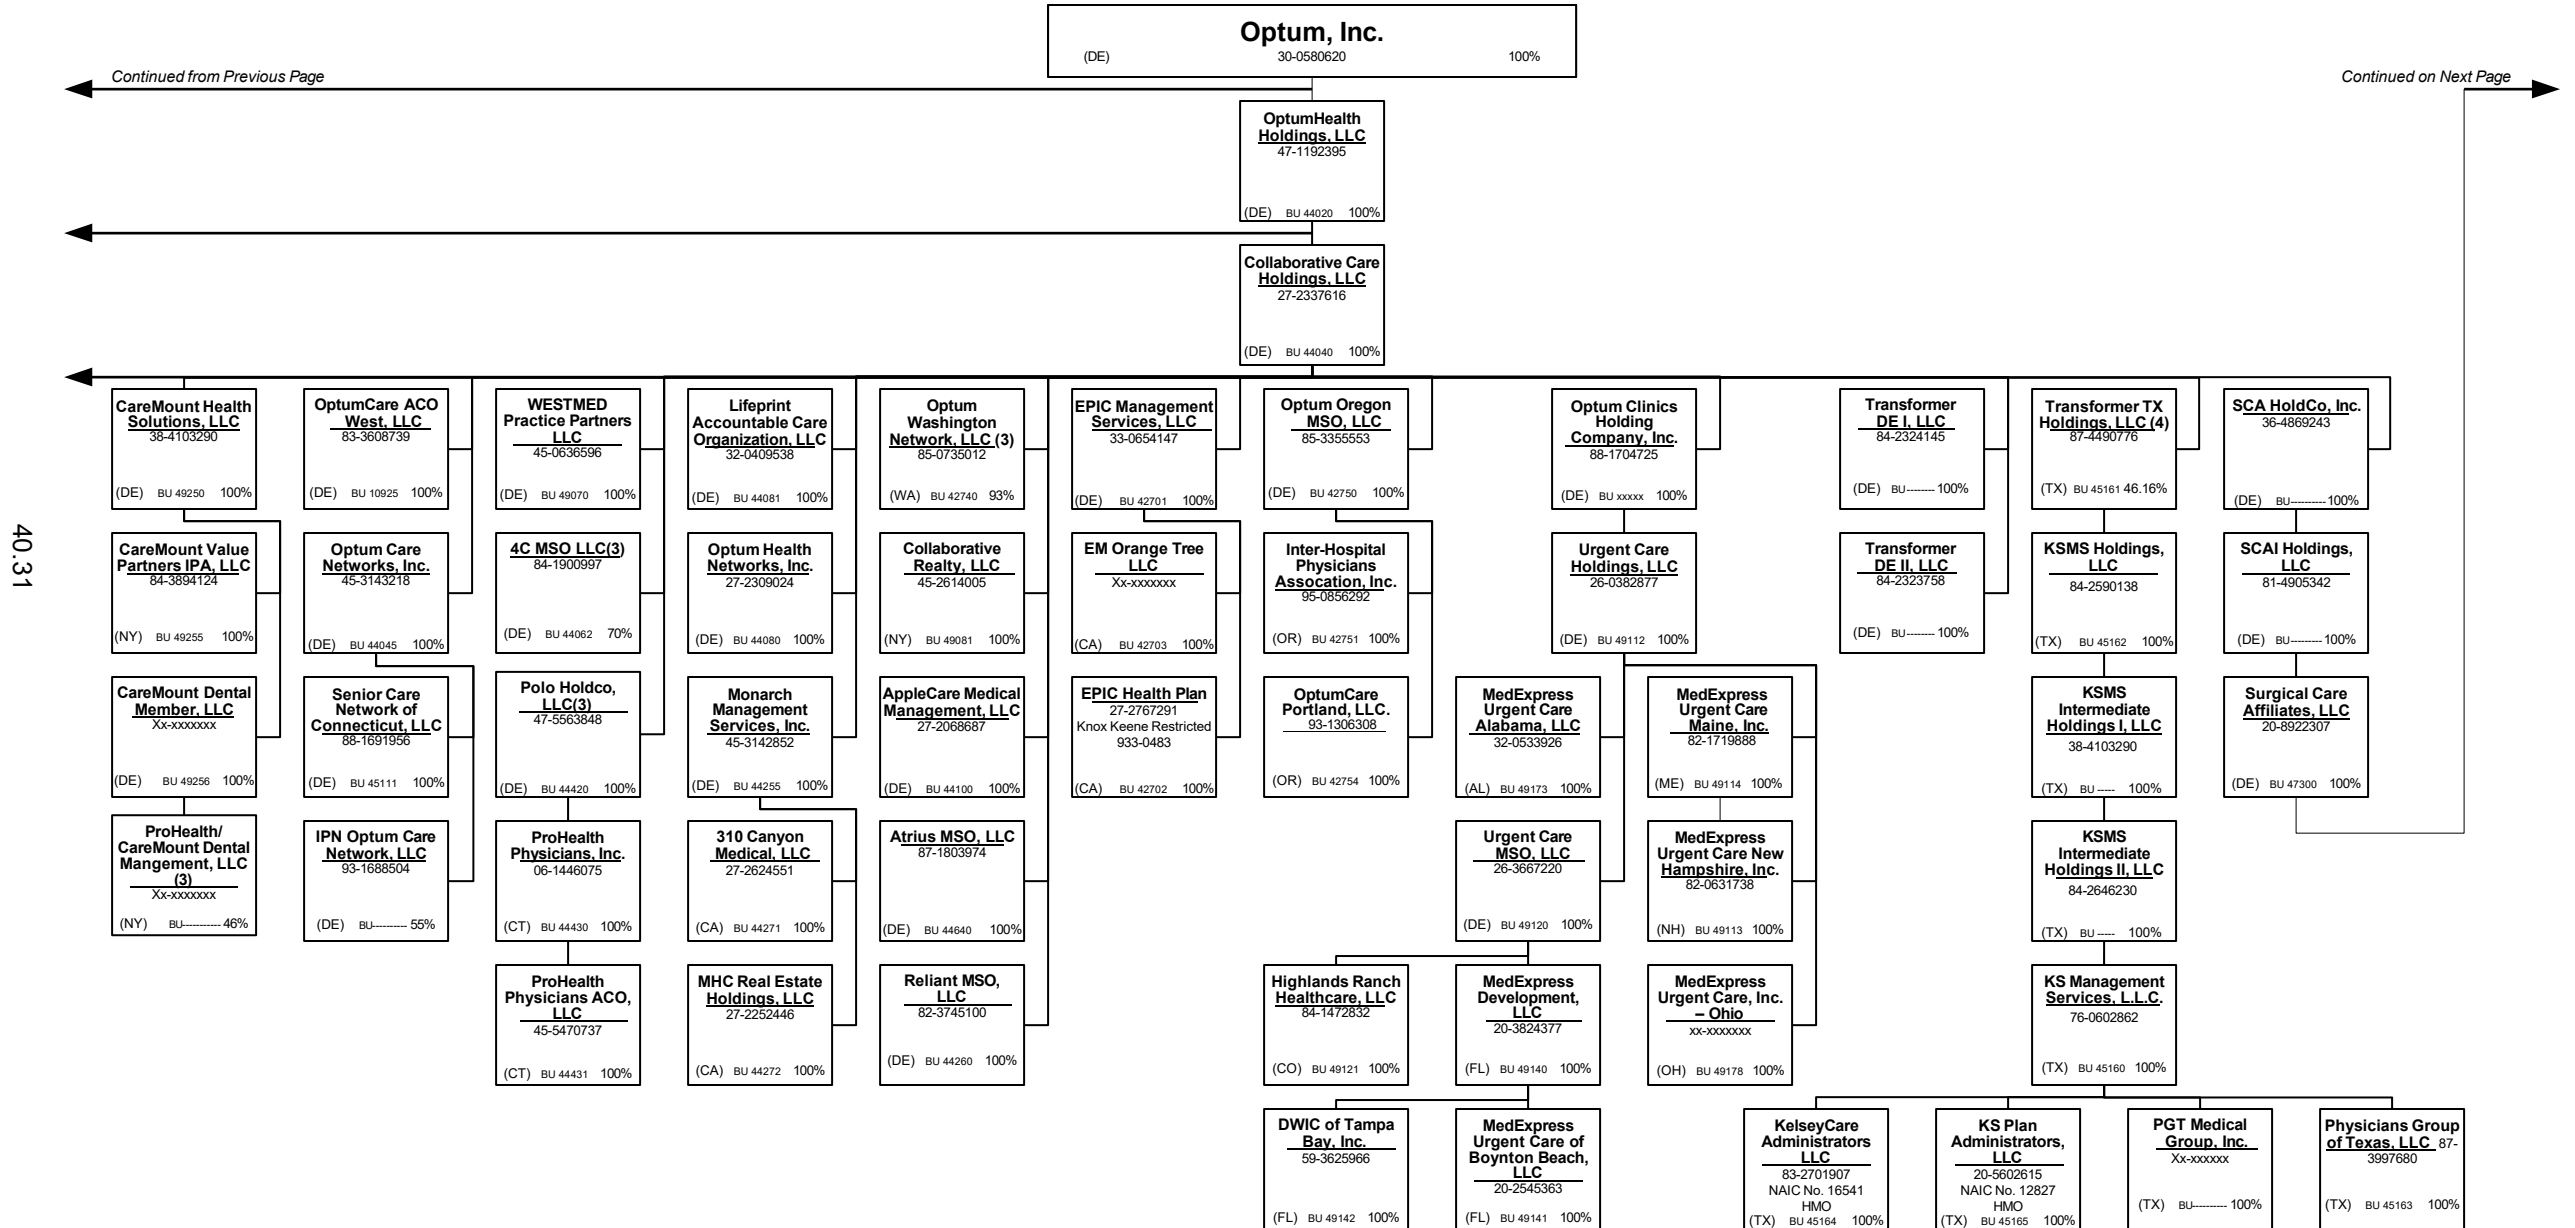 Optum, Inc.
(DE) 30-0580620 100%
Continued from Previous Page
Continued on Next Page
OptumHealth
Holdings, LLC
47-1192395
(DE) BU 44020 100%
Collaborative Care
Holdings, LLC
27-2337616
(DE) BU 44040 100%
40.31
CareMount Health
Solutions, LLC
38-4103290
(DE) BU 49250 100%
OptumCare ACO
West, LLC
83-3608739
(DE) BU 10925 100%
WESTMED
Practice Partners
LLC
45-0636596
(DE) BU 49070 100%
Lifeprint
Accountable Care
Organization, LLC
32-0409538
(DE) BU 44081 100%
Optum
Washington
Network, LLC (3)
85-0735012
(WA) BU 42740 93%
EPIC Management
Services, LLC
33-0654147
(DE) BU 42701 100%
Optum Oregon
MSO, LLC
85-3355553
(DE) BU 42750 100%
Optum Clinics
Holding
Company, Inc.
88-1704725
(DE) BU xxxxx 100%
Transformer
DE I, LLC
84-2324145
(DE) BU-------- 100%
Transformer TX
Holdings, LLC (4)
87-4490776
(TX) BU 45161 46.16%
SCA HoldCo, Inc.
36-4869243
(DE) BU---------- 100%
CareMount Value
Partners IPA, LLC
84-3894124
(NY) BU 49255 100%
Optum Care
Networks, Inc.
45-3143218
(DE) BU 44045 100%
4C MSO LLC(3)
84-1900997
(DE) BU 44062 70%
Optum Health
Networks, Inc.
27-2309024
(DE) BU 44080 100%
Collaborative
Realty, LLC
45-2614005
(NY) BU 49081 100%
EM Orange Tree
LLC
Xx-xxxxxxx
(CA) BU 42703 100%
Inter-Hospital
Physicians
Assocation, Inc.
95-0856292
(OR) BU 42751 100%
Urgent Care
Holdings, LLC
26-0382877
(DE) BU 49112 100%
Transformer
DE II, LLC
84-2323758
(DE) BU-------- 100%
KSMS Holdings,
LLC
84-2590138
(TX) BU 45162 100%
SCAI Holdings,
LLC
81-4905342
(DE) BU--------- 100%
CareMount Dental
Member, LLC
Xx-xxxxxxx
(DE) BU 49256 100%
Senior Care
Network of
Connecticut, LLC
88-1691956
(DE) BU 45111 100%
Polo Holdco,
LLC(3)
47-5563848
(DE) BU 44420 100%
Monarch
Management
Services, Inc.
45-3142852
(DE) BU 44255 100%
AppleCare Medical
Management, LLC
27-2068687
(DE) BU 44100 100%
EPIC Health Plan
27-2767291
Knox Keene Restricted
933-0483
(CA) BU 42702 100%
OptumCare
Portland, LLC.
93-1306308
(OR) BU 42754 100%
MedExpress
Urgent Care
Alabama, LLC
32-0533926
(AL) BU 49173 100%
MedExpress
Urgent Care
Maine, Inc.
82-1719888
(ME) BU 49114 100%
KSMS
Intermediate
Holdings I, LLC
38-4103290
(TX) BU ----- 100%
Surgical Care
Affiliates, LLC
20-8922307
(DE) BU 47300 100%
ProHealth/
CareMount Dental
Mangement, LLC
(3)
Xx-xxxxxxx
(NY) BU----------- 46%
IPN Optum Care
Network, LLC
93-1688504
(DE) BU---------- 55%
ProHealth
Physicians, Inc.
06-1446075
(CT) BU 44430 100%
310 Canyon
Medical, LLC
27-2624551
(CA) BU 44271 100%
Atrius MSO, LLC
87-1803974
(DE) BU 44640 100%
Urgent Care
MSO, LLC
26-3667220
(DE) BU 49120 100%
MedExpress
Urgent Care New
Hampshire, Inc.
82-0631738
(NH) BU 49113 100%
KSMS
Intermediate
Holdings II, LLC
84-2646230
(TX) BU ----- 100%
ProHealth
Physicians ACO,
LLC
45-5470737
(CT) BU 44431 100%
MHC Real Estate
Holdings, LLC
27-2252446
(CA) BU 44272 100%
Reliant MSO,
LLC
82-3745100
(DE) BU 44260 100%
Highlands Ranch
Healthcare, LLC
84-1472832
(CO) BU 49121 100%
MedExpress
Development,
LLC
20-3824377
(FL) BU 49140 100%
MedExpress
Urgent Care, Inc.
– Ohio
xx-xxxxxxx
(OH) BU 49178 100%
KS Management
Services, L.L.C.
76-0602862
(TX) BU 45160 100%
DWIC of Tampa
Bay, Inc.
59-3625966
(FL) BU 49142 100%
MedExpress
Urgent Care of
Boynton Beach,
LLC
20-2545363
(FL) BU 49141 100%
KelseyCare
Administrators
LLC
83-2701907
NAIC No. 16541
HMO
(TX) BU 45164 100%
KS Plan
Administrators,
LLC
20-5602615
NAIC No. 12827
HMO
(TX) BU 45165 100%
PGT Medical
Group, Inc.
Xx-xxxxxx
(TX) BU--------- 100%
Physicians Group
of Texas, LLC 87-
3997680
(TX) BU 45163 100%